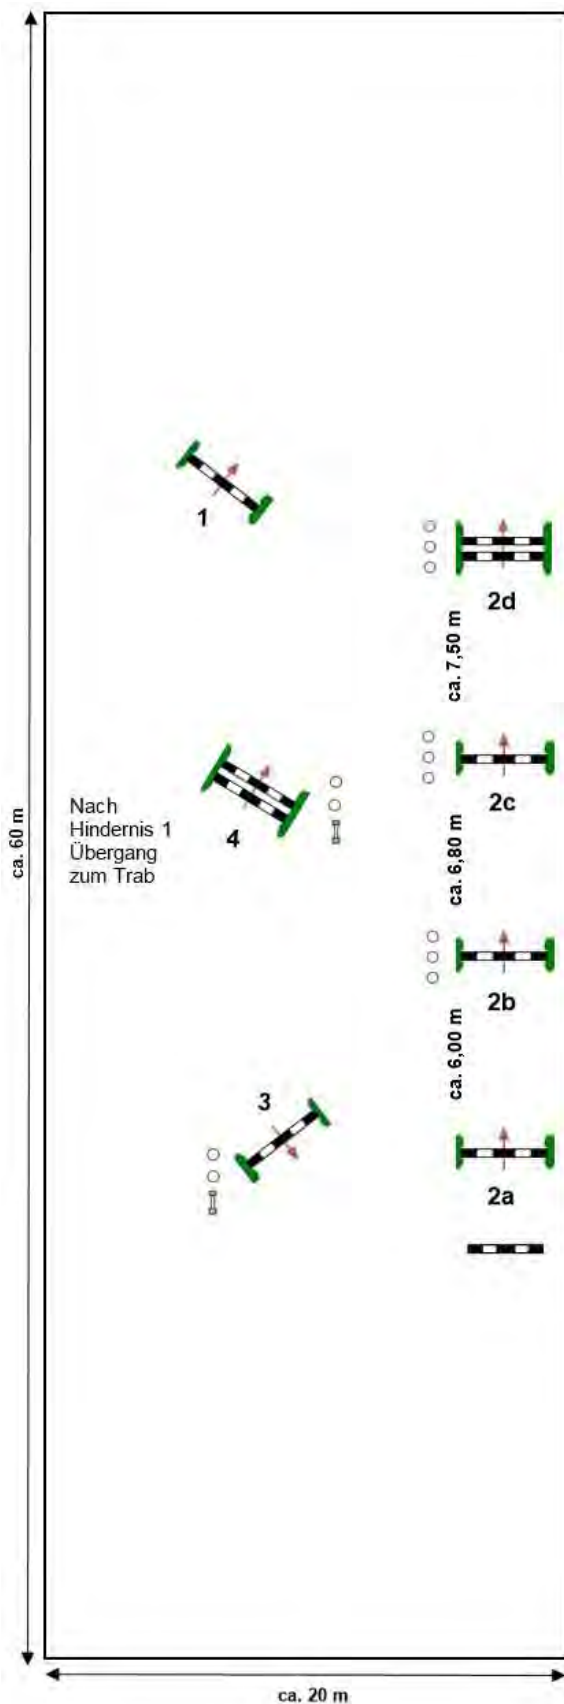 1
2d
ca. 7,50 m
2c
4
Nach
Hindernis 1
Übergang
zum Trab
ca. 60 m
ca. 6,80 m
2b
ca. 6,00 m
3
2a
ca. 20 m